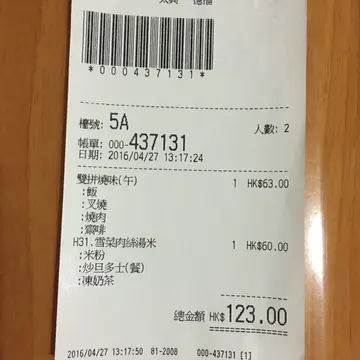 *000437131*
檯號: 5A
人數: 2
帳單: 000-437131
日期: 2016/04/27 13:17:24
雙拼燒味(午) 1 HK$63.00
:飯
:叉燒
:燒肉
:齋啡
H31.雪菜肉絲湯米 1 HK$60.00
:米粉
:炒旦多士(餐)
:凍奶茶
總金額 HK$123.00
2016/04/27 13:17:50 81-2008 000-437131 [1]